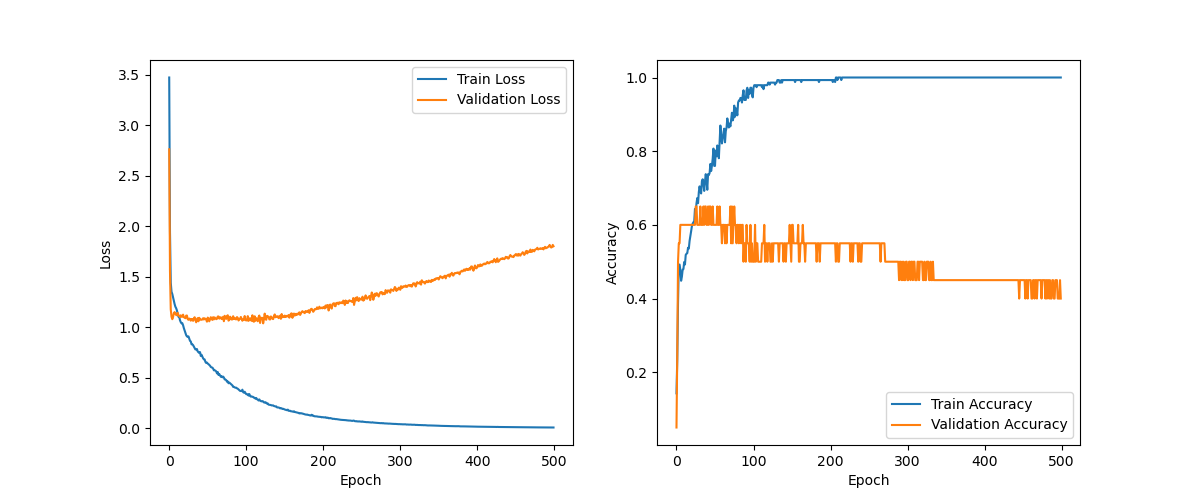 3.5
3.0
2.5
2.0
1.5
1.0
0.5
0.0
Loss
0 100 200 300 400 500
Epoch
Train Loss
Validation Loss
1.0
0.8
0.6
0.4
0.2
Accuracy
0 100 200 300 400 500
Epoch
Train Accuracy
Validation Accuracy